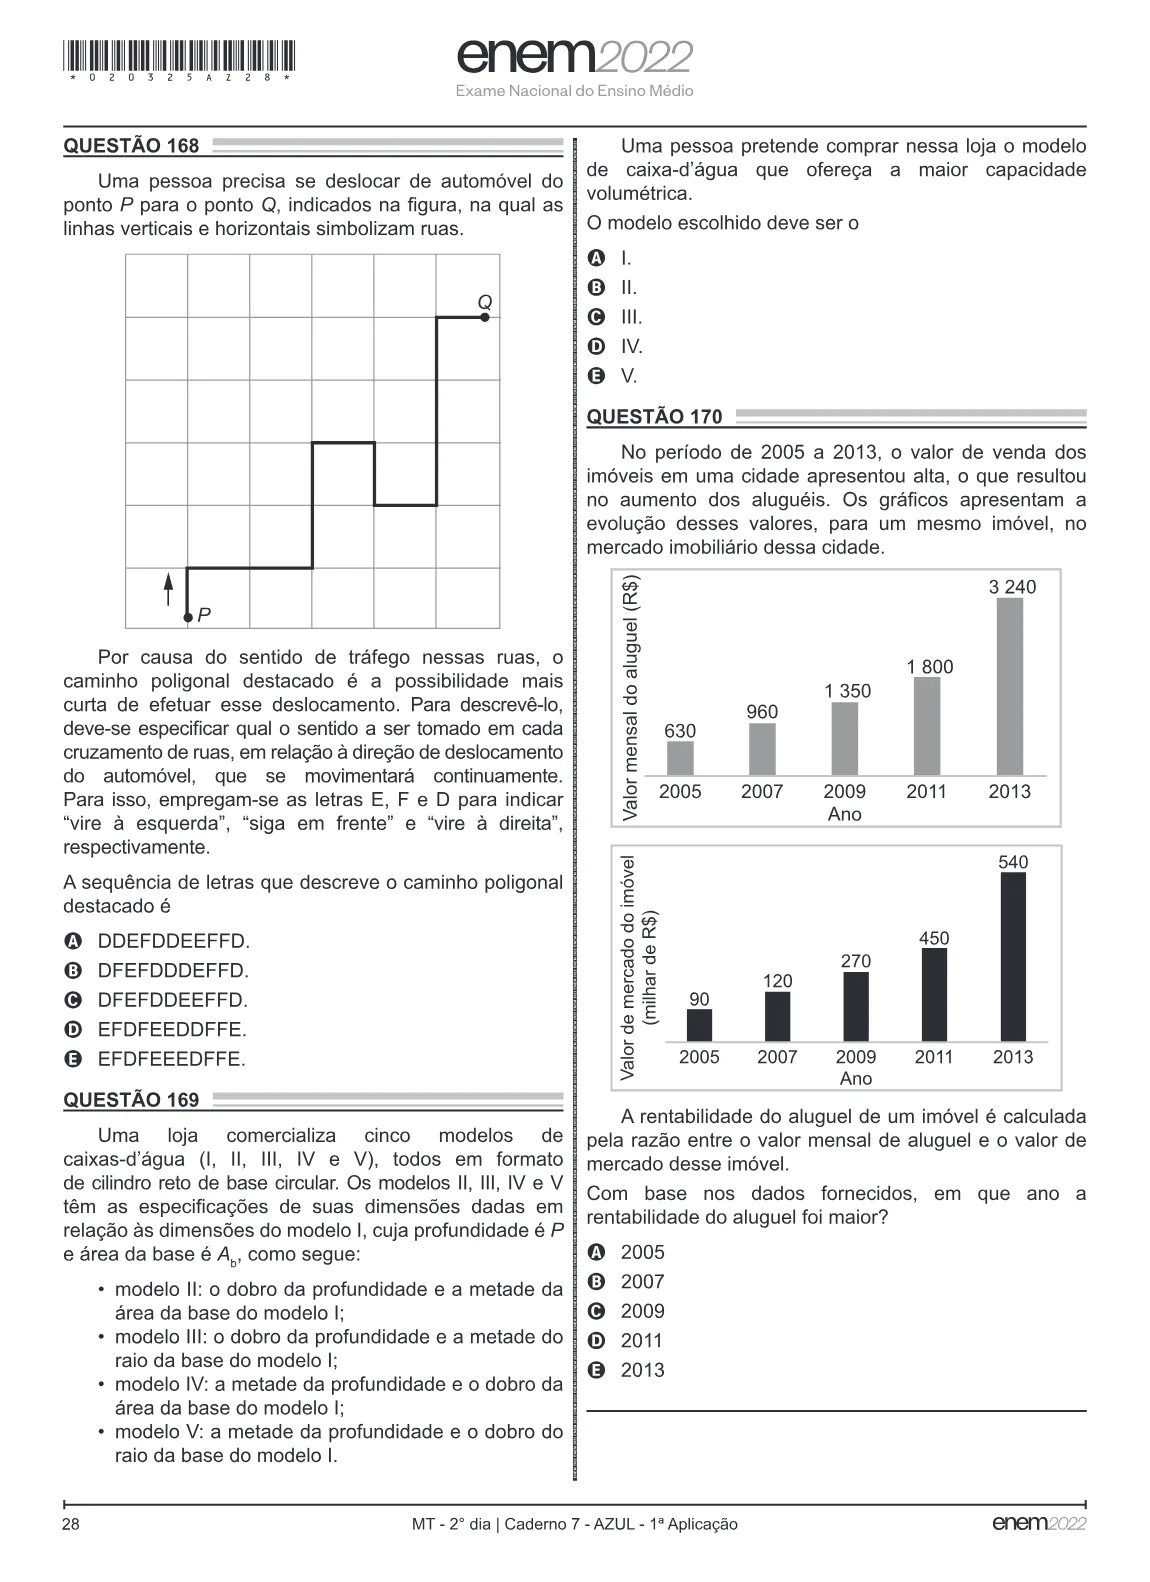 *020325AZ28*
enem2022
Exame Nacional do Ensino Médio
QUESTÃO 168
Uma pessoa precisa se deslocar de automóvel do
ponto P para o ponto Q, indicados na figura, na qual as
linhas verticais e horizontais simbolizam ruas.
Q
P
Por causa do sentido de tráfego nessas ruas, o
caminho poligonal destacado é a possibilidade mais
curta de efetuar esse deslocamento. Para descrevê-lo,
deve-se especificar qual o sentido a ser tomado em cada
cruzamento de ruas, em relação à direção de deslocamento
do automóvel, que se movimentará continuamente.
Para isso, empregam-se as letras E, F e D para indicar
“vire à esquerda”, “siga em frente” e “vire à direita”,
respectivamente.
A sequência de letras que descreve o caminho poligonal
destacado é
A DDEFDDEEFFD.
B DFEFDDDEFFD.
C DFEFDDEEFFD.
D EFDFEEDDFFE.
E EFDFEEEDFFE.
QUESTÃO 169
Uma loja comercializa cinco modelos de
caixas-d’água (I, II, III, IV e V), todos em formato
de cilindro reto de base circular. Os modelos II, III, IV e V
têm as especificações de suas dimensões dadas em
relação às dimensões do modelo I, cuja profundidade é P
e área da base é Ab, como segue:
• modelo II: o dobro da profundidade e a metade da
área da base do modelo I;
• modelo III: o dobro da profundidade e a metade do
raio da base do modelo I;
• modelo IV: a metade da profundidade e o dobro da
área da base do modelo I;
• modelo V: a metade da profundidade e o dobro do
raio da base do modelo I.
Uma pessoa pretende comprar nessa loja o modelo
de caixa-d’água que ofereça a maior capacidade
volumétrica.
O modelo escolhido deve ser o
A I.
B II.
C III.
D IV.
E V.
QUESTÃO 170
No período de 2005 a 2013, o valor de venda dos
imóveis em uma cidade apresentou alta, o que resultou
no aumento dos aluguéis. Os gráficos apresentam a
evolução desses valores, para um mesmo imóvel, no
mercado imobiliário dessa cidade.
Valor mensal do aluguel (R$)
630
960
1 350
1 800
3 240
2005 2007 2009 2011 2013
Ano
Valor de mercado do imóvel
(milhar de R$)
90
120
270
450
540
2005 2007 2009 2011 2013
Ano
A rentabilidade do aluguel de um imóvel é calculada
pela razão entre o valor mensal de aluguel e o valor de
mercado desse imóvel.
Com base nos dados fornecidos, em que ano a
rentabilidade do aluguel foi maior?
A 2005
B 2007
C 2009
D 2011
E 2013
28
MT - 2° dia | Caderno 7 - AZUL - 1ª Aplicação
enem2022